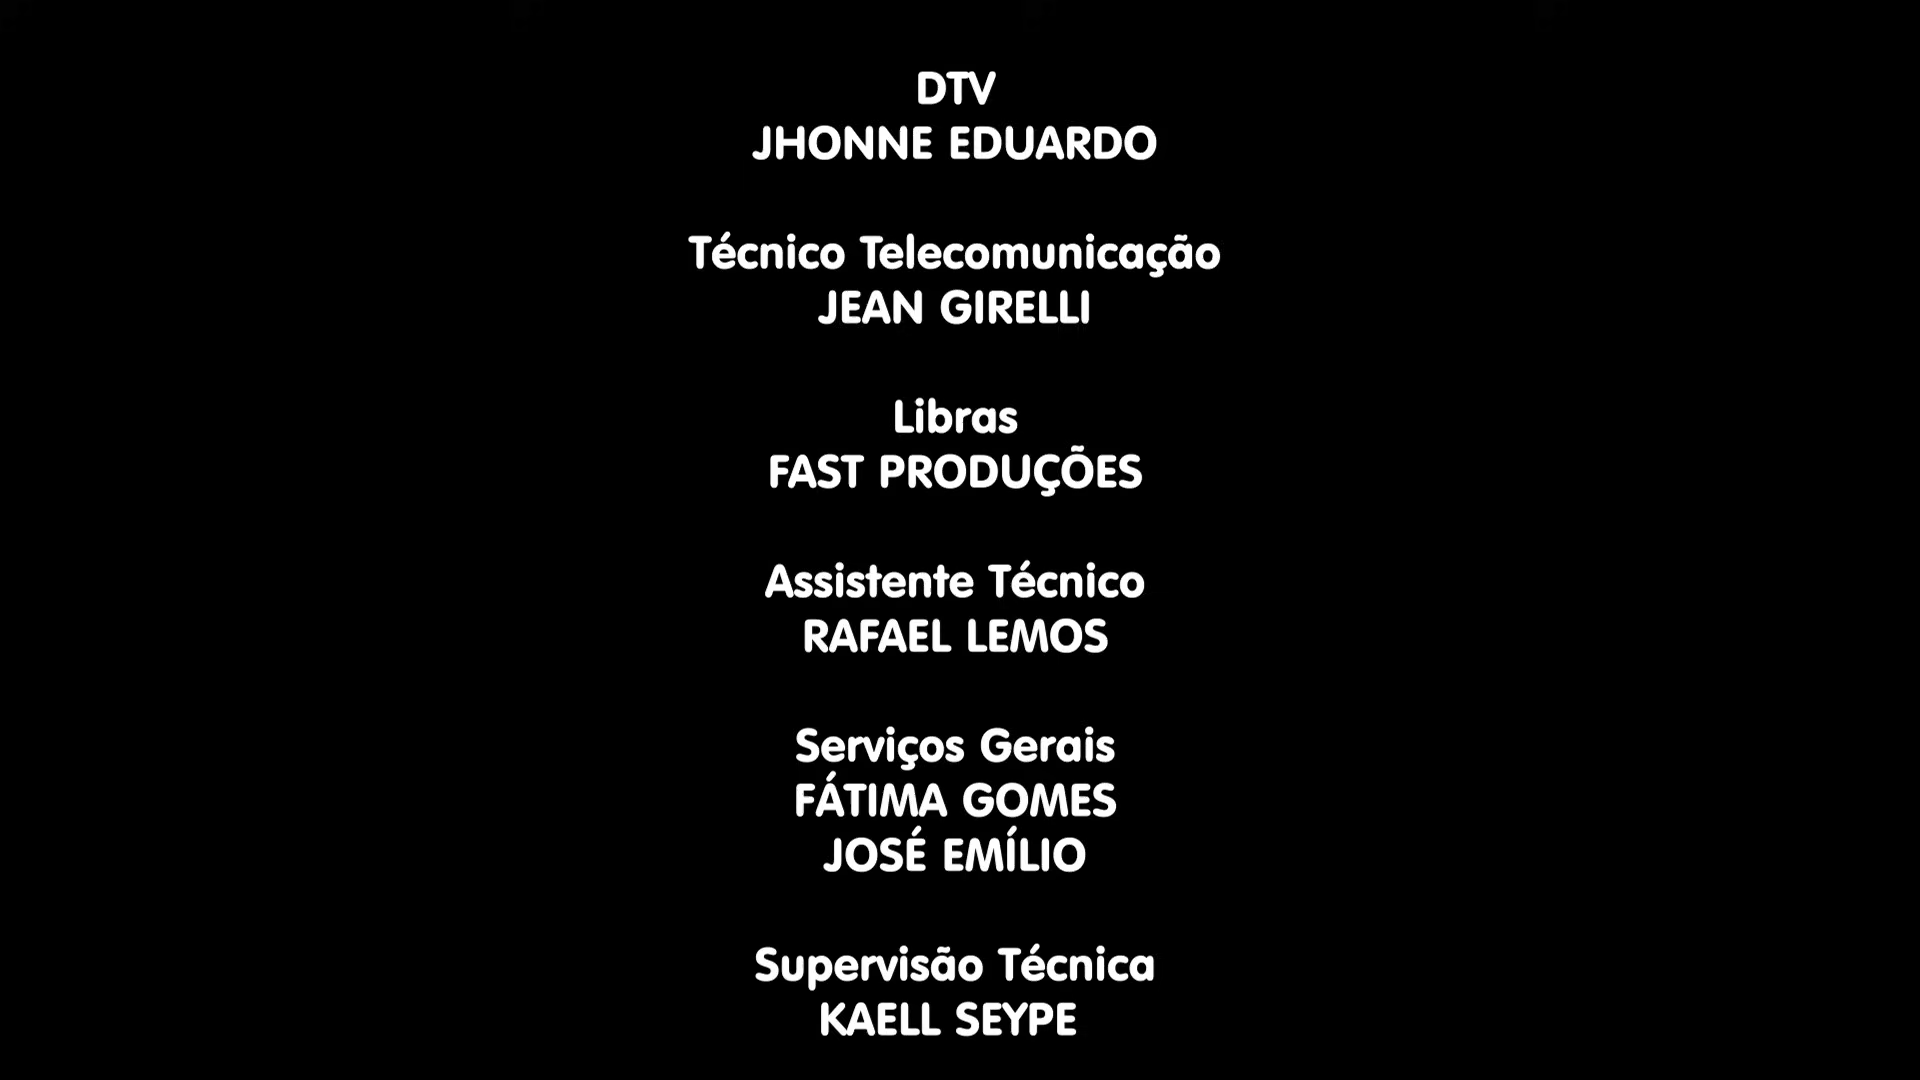 DTV
JHONNE EDUARDO
Técnico Telecomunicação
JEAN GIRELLI
Libras
FAST PRODUÇÕES
Assistente Técnico
RAFAEL LEMOS
Serviços Gerais
FÁTIMA GOMES
JOSÉ EMÍLIO
Supervisão Técnica
KAELL SEYPE